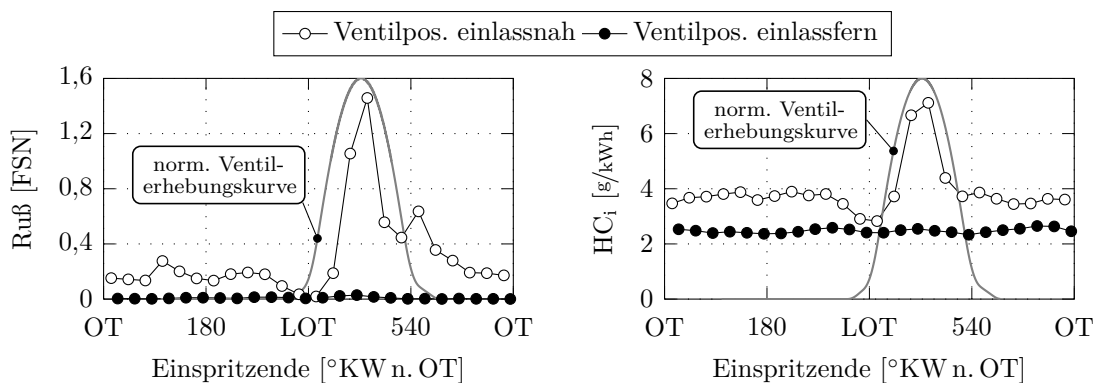 Ventilpos. einlassnah Ventilpos. einlassfern
Ruß [FSN]
1,6
1,2
0,8
0,4
0
norm. Ventil-
erhebungskurve
OT 180 LOT 540 OT
Einspritzende [°KW n. OT]
HCi [g/kWh]
8
6
4
2
0
norm. Ventil-
erhebungskurve
OT 180 LOT 540 OT
Einspritzende [°KW n. OT]